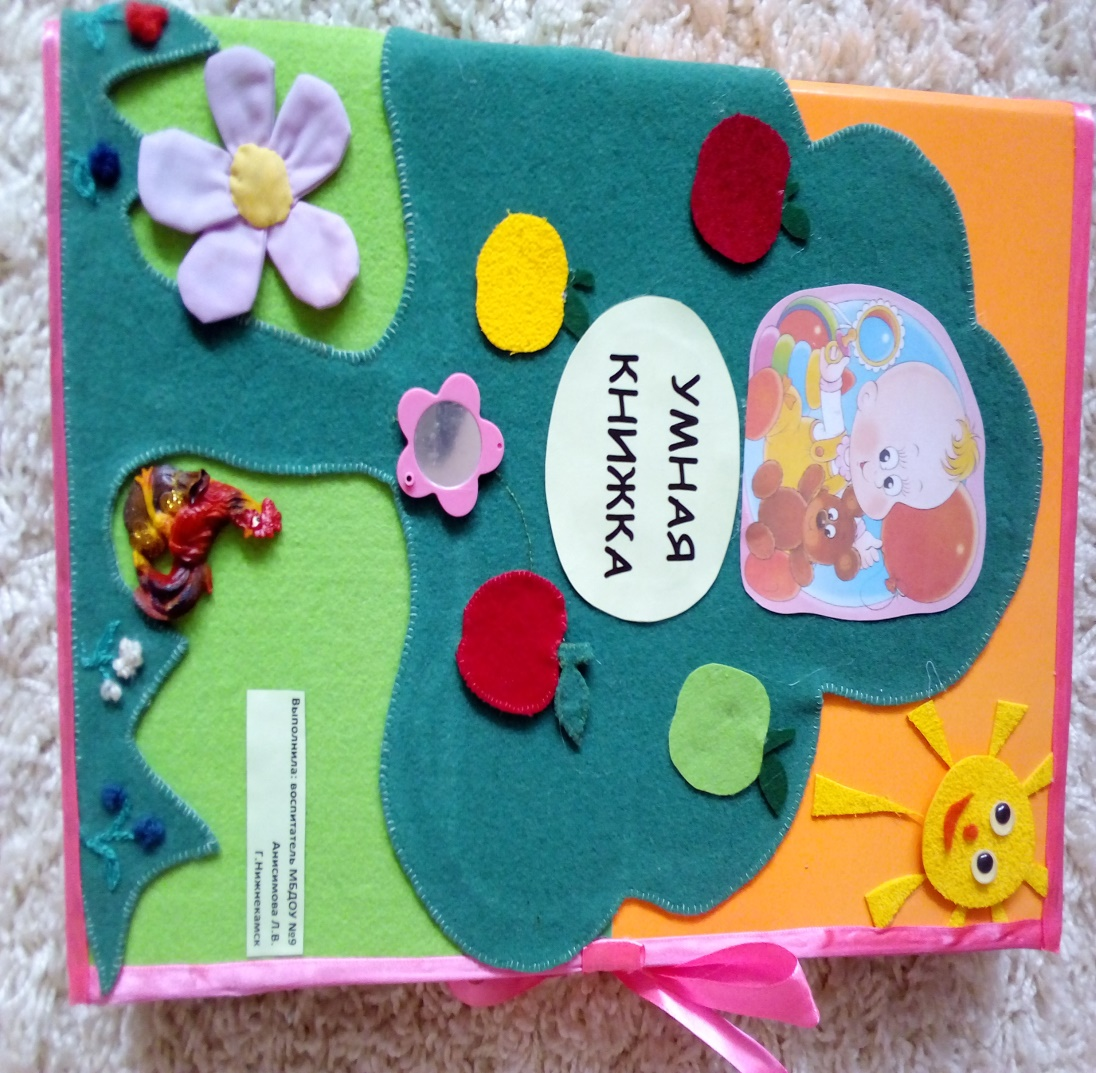 УМНАЯ
КНИЖКА
Выполнила: воспитатель МБДОУ №9
Анисимова Л.В.
Г.Нижнекамск